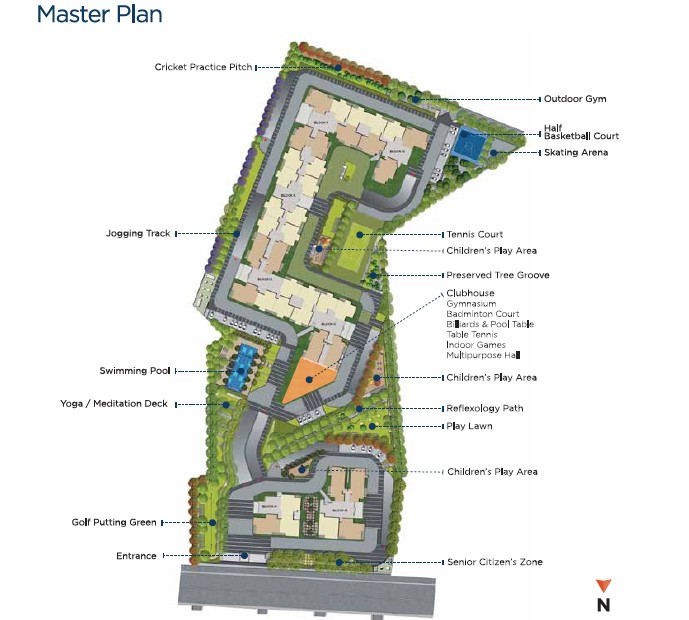 Master Plan
Cricket Practice Pitch
Outdoor Gym
Half
Basketball Court
Skating Arena
Jogging Track
Tennis Court
Children's Play Area
Preserved Tree Groove
Clubhouse
Gymnasium
Badminton Court
Billiards & Pool Table
Table Tennis
Indoor Games
Multipurpose Hall
Swimming Pool
Children's Play Area
Yoga / Meditation Deck
Reflexology Path
Play Lawn
Children's Play Area
Golf Putting Green
Entrance
Senior Citizen's Zone
N